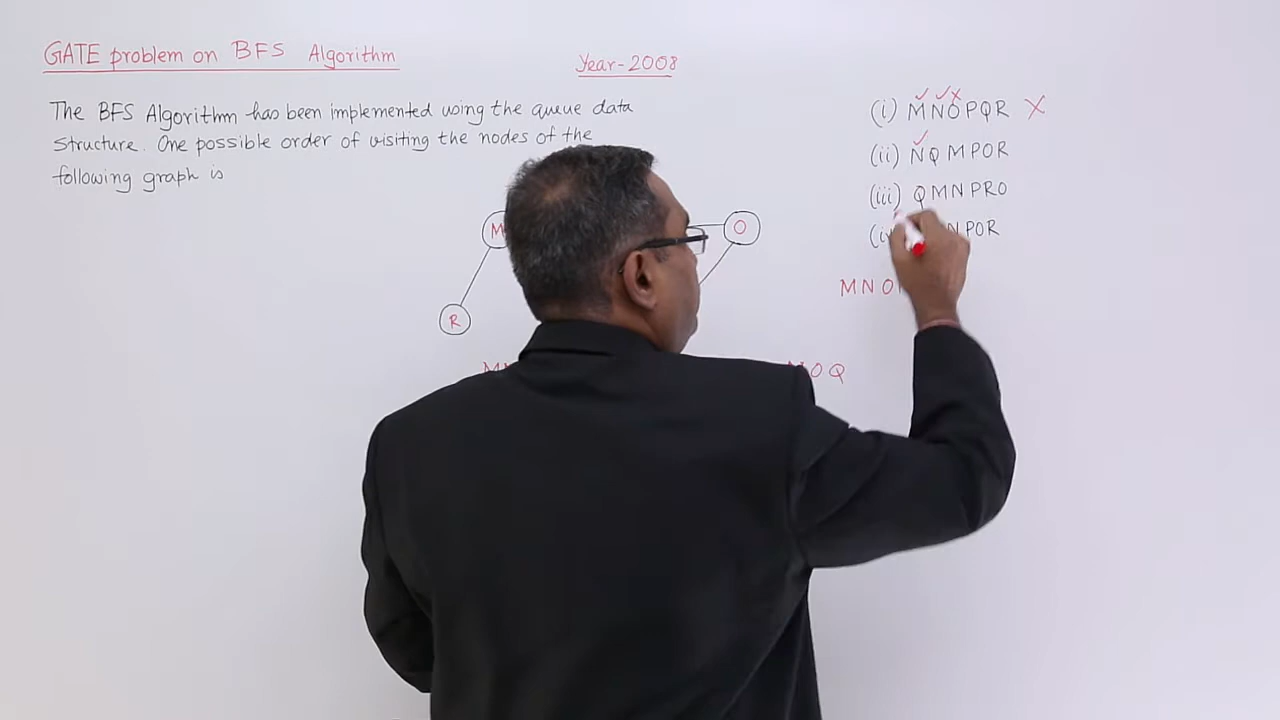 GATE problem on BFS Algorithm
Year-2008
The BFS Algorithm has been implemented using the queue data
structure. One possible order of visiting the nodes of the
following graph is
(i) MNOPQR X
(ii) NQMPOR
(iii) QMNPRO
NPOR
M
O
R
MNO
OQ